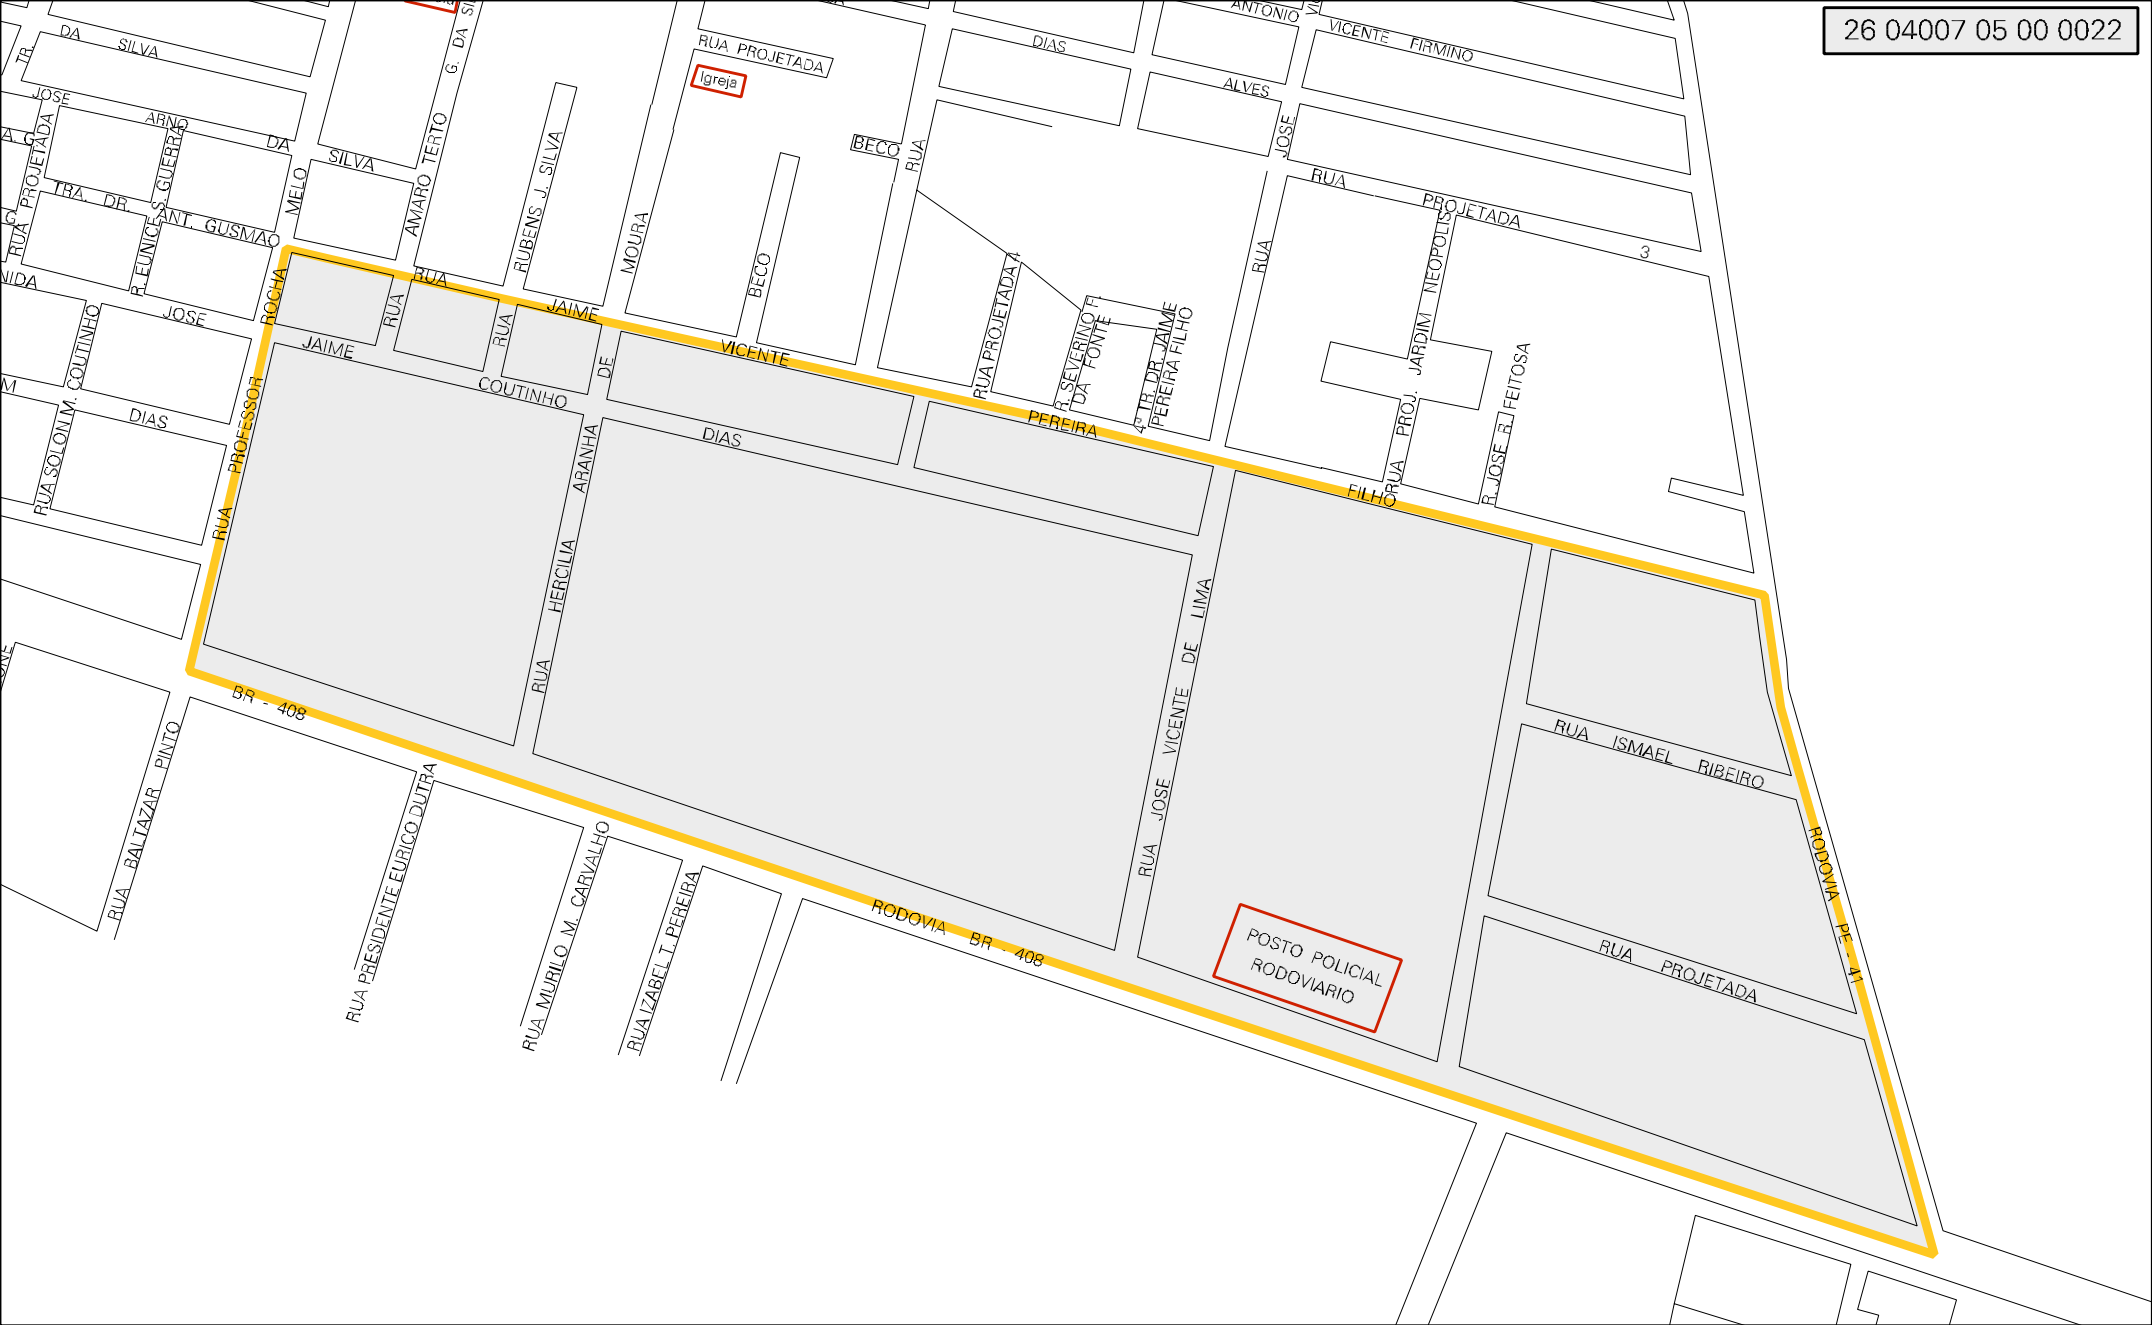 26 04007 05 00 0022
ANTONIO
VICENTE FIRMINO
G. DA
DA SILVA
TR.
RUA PROJETADA
Igreja
DIAS
ALVES
JOSE ARNO DA SILVA
RUA PROJETADA
R. EUNICE S. GUERRA
MELO
AMARO TERTO
RUBENS J. SILVA
MOURA
BECO
BECO
RUA
JOSE
RUA
RUA PROJETADA 3
TRA. DR. ANT. GUSMAO
A G
G.
NIDA
JOSE
M
DIAS
RUA SOLON M. COUTINHO
RUA PROJETADA 4
R. SEVERINO F.
DA FONTE
4ª TR. DR. JAIME
PEREIRA FILHO
RUA PROJ. JARDIM NEOPOLIS
R. JOSE R. FEITOSA
RUA JAIME VICENTE PEREIRA FILHO
RUA PROFESSOR ROCHA
RUA
RUA
DE
JAIME COUTINHO DIAS
RUA HERCILIA ARANHA
RUA JOSE VICENTE DE LIMA
RUA ISMAEL RIBEIRO
RUA PROJETADA
RODOVIA PE - 41
POSTO POLICIAL
RODOVIARIO
BR - 408
RODOVIA BR - 408
RUA BALTAZAR PINTO
RUA PRESIDENTE EURICO DUTRA
RUA MURILO M. CARVALHO
RUA IZABEL T. PEREIRA